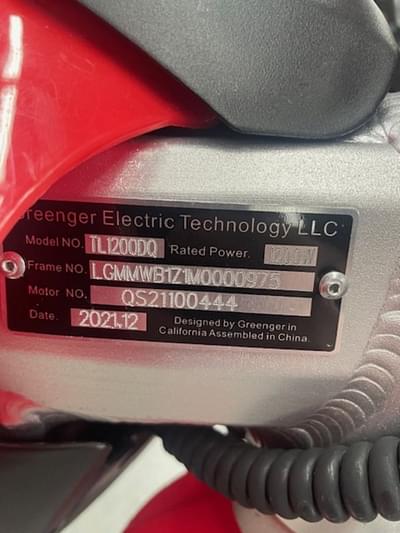 Greenger Electric Technology LLC
Model NO. TL1200DQ Rated Power. 1200W
Frame NO. LGMMWB1Z1M0000975
Motor NO. QS21100444
Date. 2021.12 Designed by Greenger in
California Assembled in China.